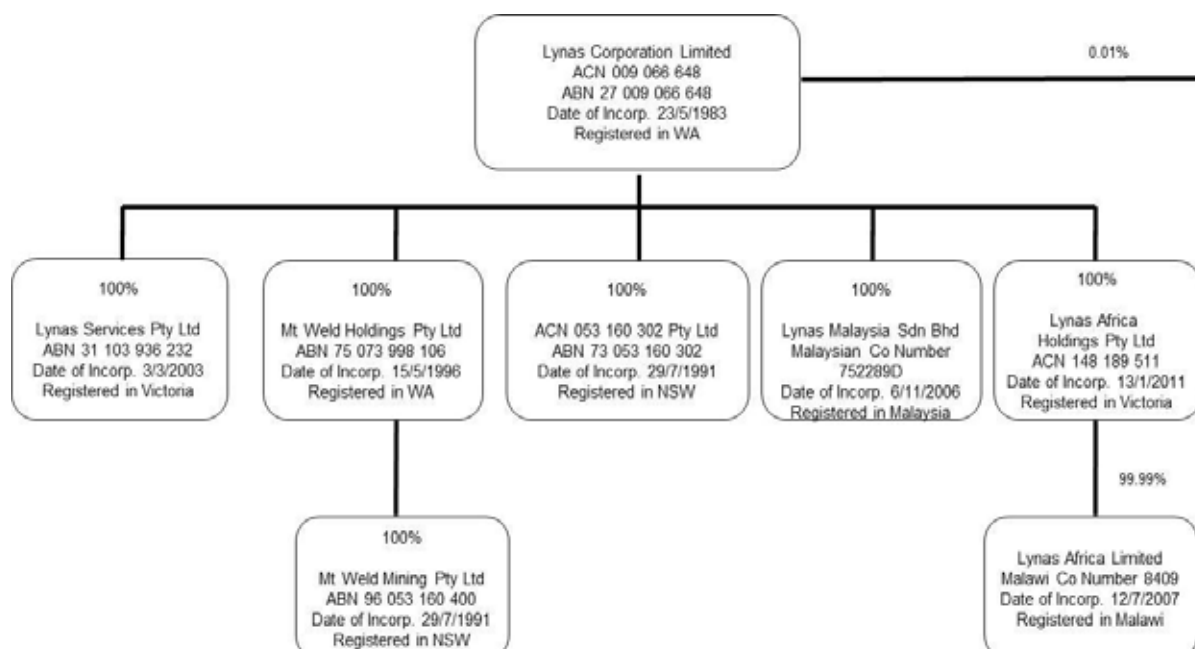 Lynas Corporation Limited
ACN 009 066 648
ABN 27 009 066 648
Date of Incorp. 23/5/1983
Registered in WA
0.01%
100%
Lynas Services Pty Ltd
ABN 31 103 936 232
Date of Incorp. 3/3/2003
Registered in Victoria
100%
Mt Weld Holdings Pty Ltd
ABN 75 073 998 106
Date of Incorp. 15/5/1996
Registered in WA
100%
ACN 053 160 302 Pty Ltd
ABN 73 053 160 302
Date of Incorp. 29/7/1991
Registered in NSW
100%
Lynas Malaysia Sdn Bhd
Malaysian Co Number
752289D
Date of Incorp. 6/11/2006
Registered in Malaysia
100%
Lynas Africa
Holdings Pty Ltd
ACN 148 189 511
Date of Incorp. 13/1/2011
Registered in Victoria
99.99%
100%
Mt Weld Mining Pty Ltd
ABN 96 053 160 400
Date of Incorp. 29/7/1991
Registered in NSW
Lynas Africa Limited
Malawi Co Number 8409
Date of Incorp. 12/7/2007
Registered in Malawi